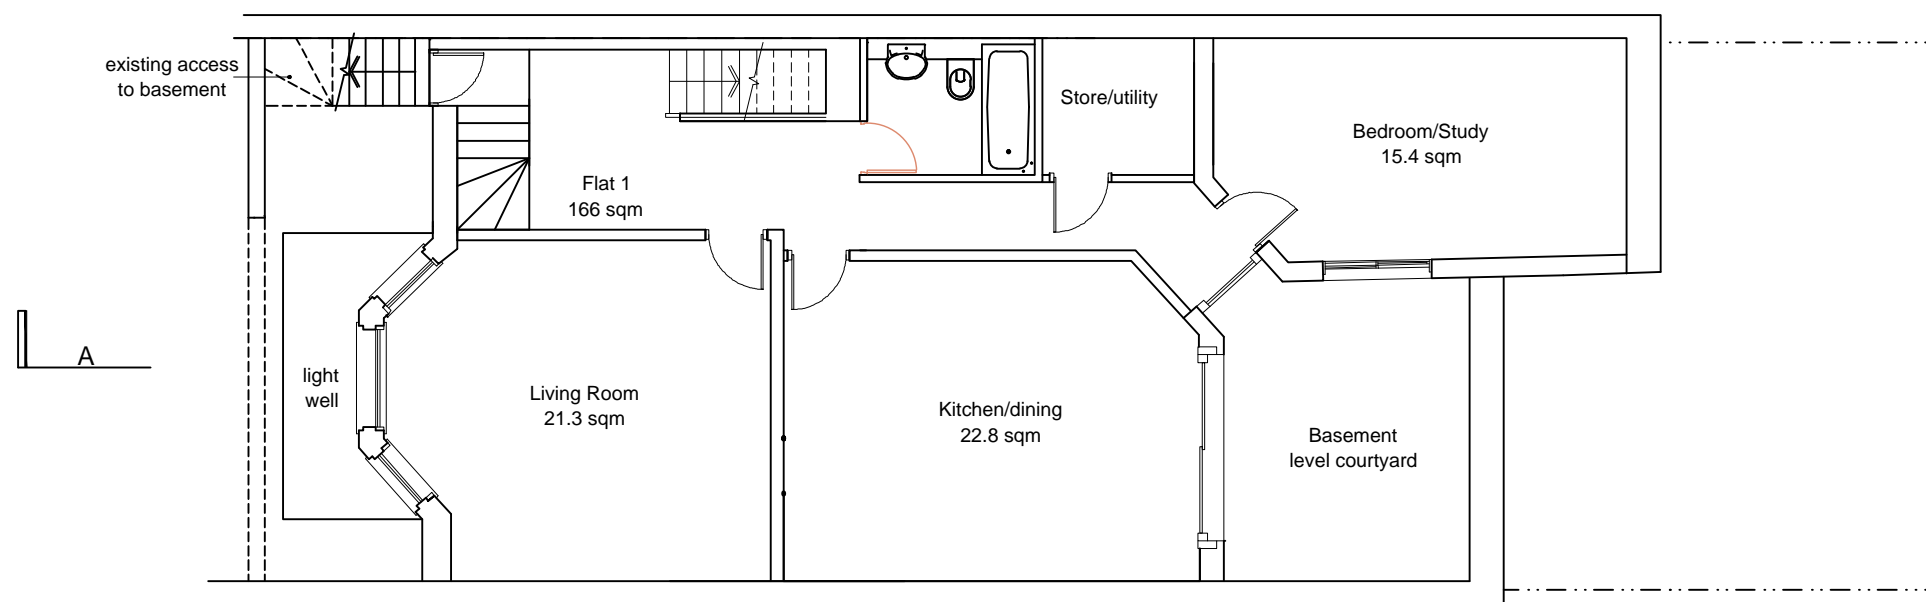 existing access
to basement
Store/utility
Bedroom/Study
15.4 sqm
Flat 1
166 sqm
A
light
well
Living Room
21.3 sqm
Kitchen/dining
22.8 sqm
Basement
level courtyard